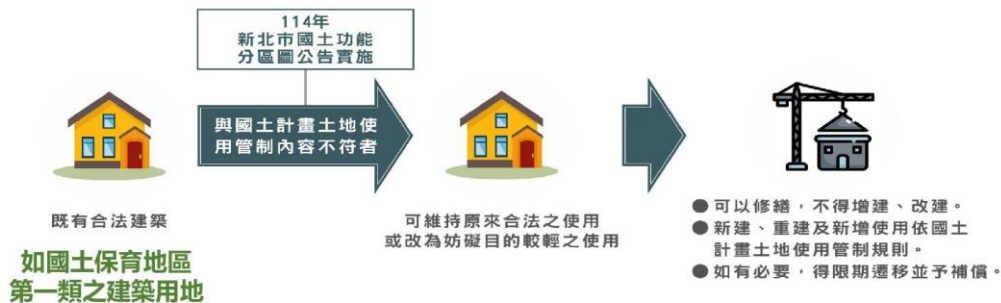 114年
新北市國土功能
分區圖公告實施
與國土計畫土地使
用管制內容不符者
既有合法建築
如國土保育地區
第一類之建築用地
可維持原來合法之使用
或改為妨礙目的較輕之使用
●可以修繕，不得增建、改建。
●新建、重建及新增使用依國土
計畫土地使用管制規則。
●如有必要，得限期遷移並予補償。